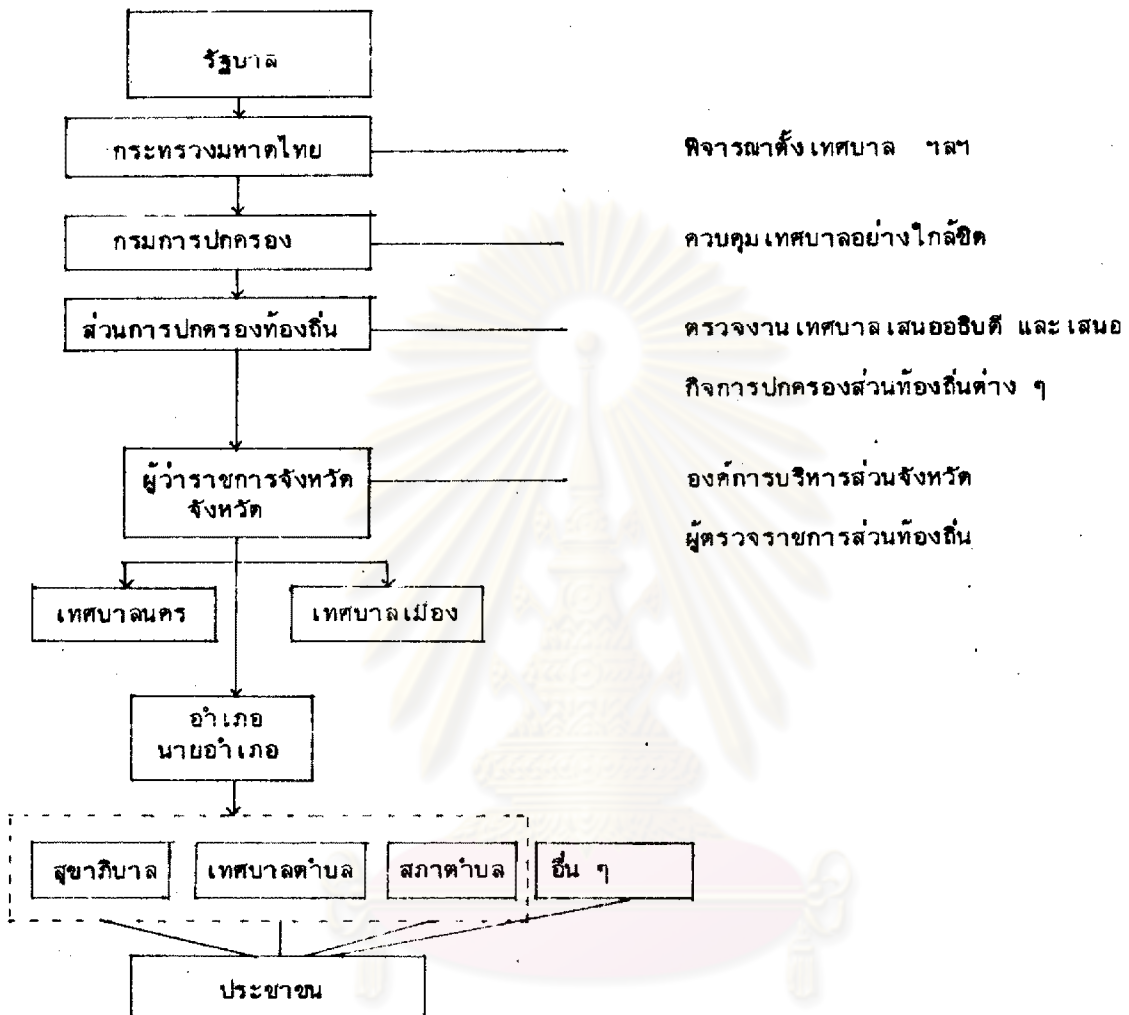 รัฐบาล
กระทรวงมหาดไทย
พิจารณาตั้งเทศบาล ฯลฯ
กรมการปกครอง
ควบคุมเทศบาลอย่างใกล้ชิด
ส่วนการปกครองท้องถิ่น
ตรวจงานเทศบาลเสนออธิบดี และเสนอ
กิจการปกครองส่วนท้องถิ่นต่าง ๆ
ผู้ว่าราชการจังหวัด
จังหวัด
องค์การบริหารส่วนจังหวัด
ผู้ตรวจราชการส่วนท้องถิ่น
เทศบาลนคร
เทศบาลเมือง
อำเภอ
นายอำเภอ
สุขาภิบาล
เทศบาลตำบล
สภาตำบล
อื่น ๆ
ประชาชน